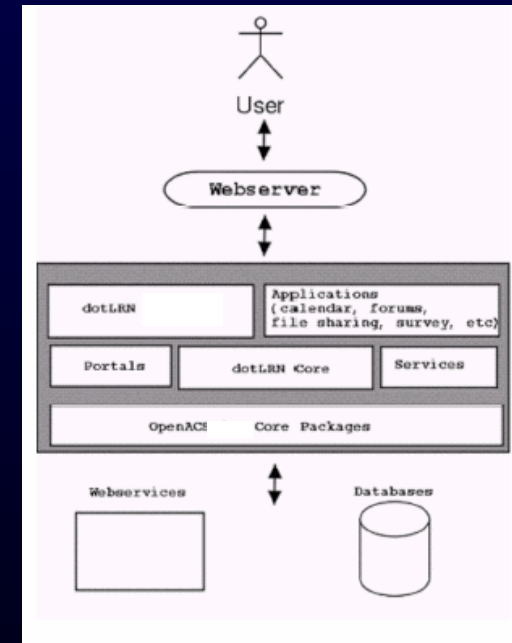 User
Webserver
dotLRN
Applications
(calendar, forums,
file sharing, survey, etc)
Portals
dotLRN Core
Services
OpenACS Core Packages
Webservices
Databases